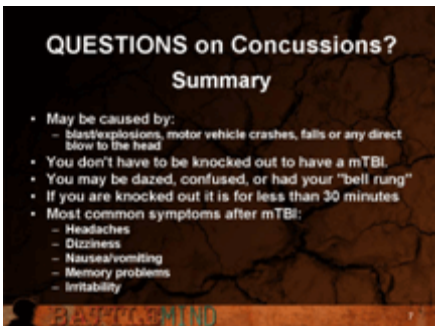 QUESTIONS on Concussions?
Summary
• May be caused by:
– blast/explosions, motor vehicle crashes, falls or any direct
blow to the head
• You don't have to be knocked out to have a mTBI.
• You may be dazed, confused, or had your "bell rung"
• If you are knocked out it is for less than 30 minutes
• Most common symptoms after mTBI:
– Headaches
– Dizziness
– Nausea/vomiting
– Memory problems
– Irritability
BATTLEMIND
7